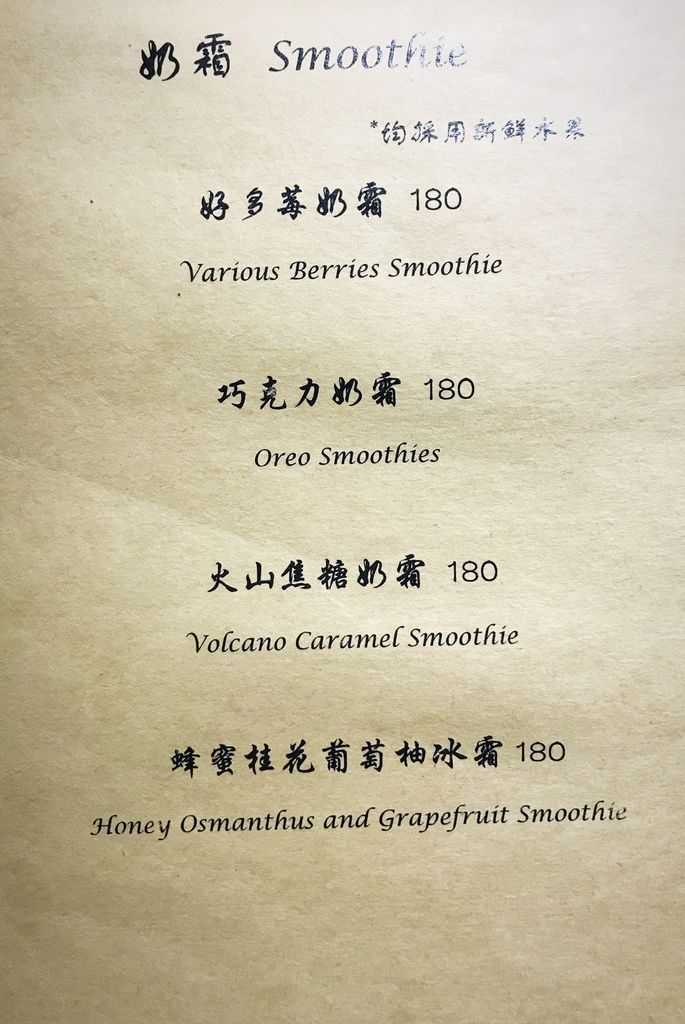 奶霜 Smoothie
*均採用新鮮水果
好多莓奶霜 180
Various Berries Smoothie
巧克力奶霜 180
Oreo Smoothies
火山焦糖奶霜 180
Volcano Caramel Smoothie
蜂蜜桂花葡萄柚冰霜 180
Honey Osmanthus and Grapefruit Smoothie